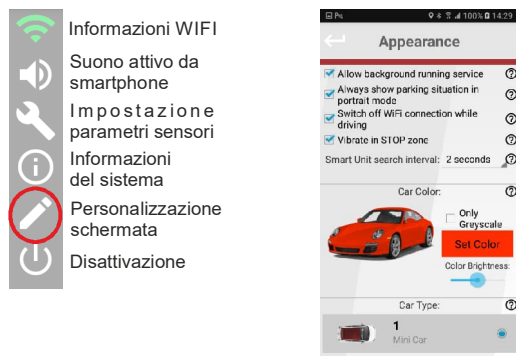 Informazioni WIFI
Suono attivo da
smartphone
Impostazione
parametri sensori
Informazioni
del sistema
Personalizzazione
schermata
Disattivazione
100% 14:29
Appearance
Allow background running service
Always show parking situation in
portrait mode
Switch off WiFi connection while
driving
Vibrate in STOP zone
Smart Unit search interval: 2 seconds
Car Color:
Only
Greyscale
Set Color
Color Brightness:
Car Type:
1
Mini Car